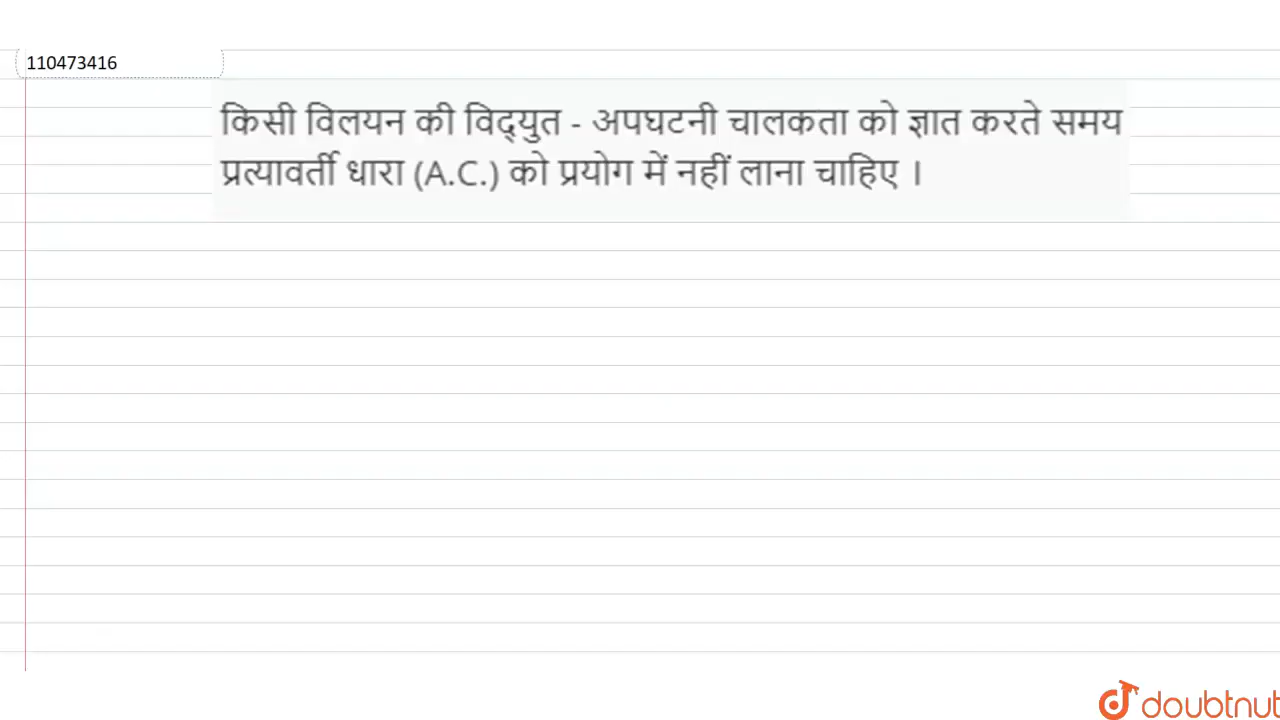 110473416
किसी विलयन की विद्युत - अपघटनी चालकता को ज्ञात करते समय
प्रत्यावर्ती धारा (A.C.) को प्रयोग में नहीं लाना चाहिए ।
doubtnut